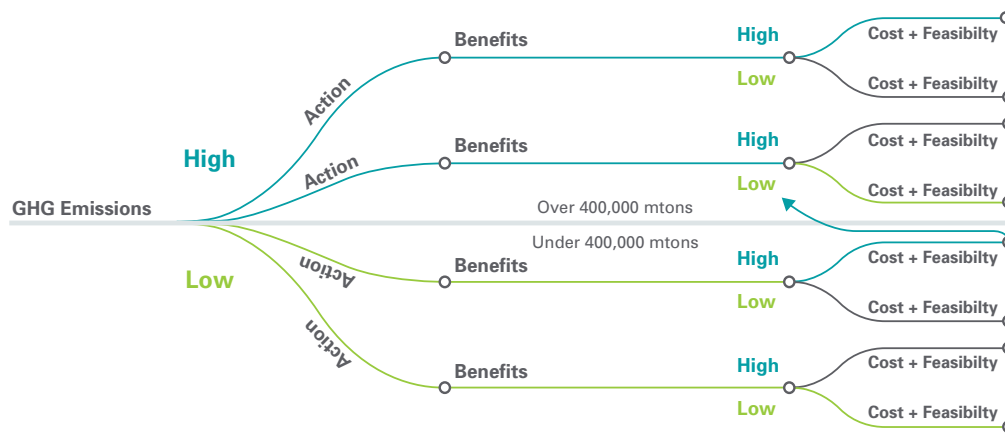 Benefits
High
Cost + Feasibilty
Low
Cost + Feasibilty
Action
High
Action
Benefits
High
Cost + Feasibilty
Low
Cost + Feasibilty
GHG Emissions
Over 400,000 mtons
Under 400,000 mtons
Low
Action
Benefits
High
Cost + Feasibilty
Low
Cost + Feasibilty
Action
Benefits
High
Cost + Feasibilty
Low
Cost + Feasibilty